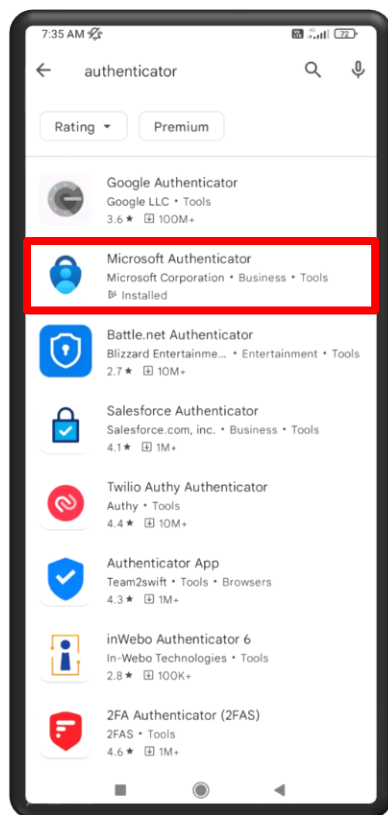 7:35 AM
72
authenticator
Rating
Premium
Google Authenticator
Google LLC • Tools
3.6 ★ 100M+
Microsoft Authenticator
Microsoft Corporation • Business • Tools
Installed
Battle.net Authenticator
Blizzard Entertainme... • Entertainment • Tools
2.7 ★ 10M+
Salesforce Authenticator
Salesforce.com, inc. • Business • Tools
4.1 ★ 1M+
Twilio Authy Authenticator
Authy • Tools
4.4 ★ 10M+
Authenticator App
Team2swift • Tools • Browsers
4.3 ★ 1M+
inWebo Authenticator 6
In-Webo Technologies • Tools
2.8 ★ 100K+
2FA Authenticator (2FAS)
2FAS • Tools
4.6 ★ 1M+